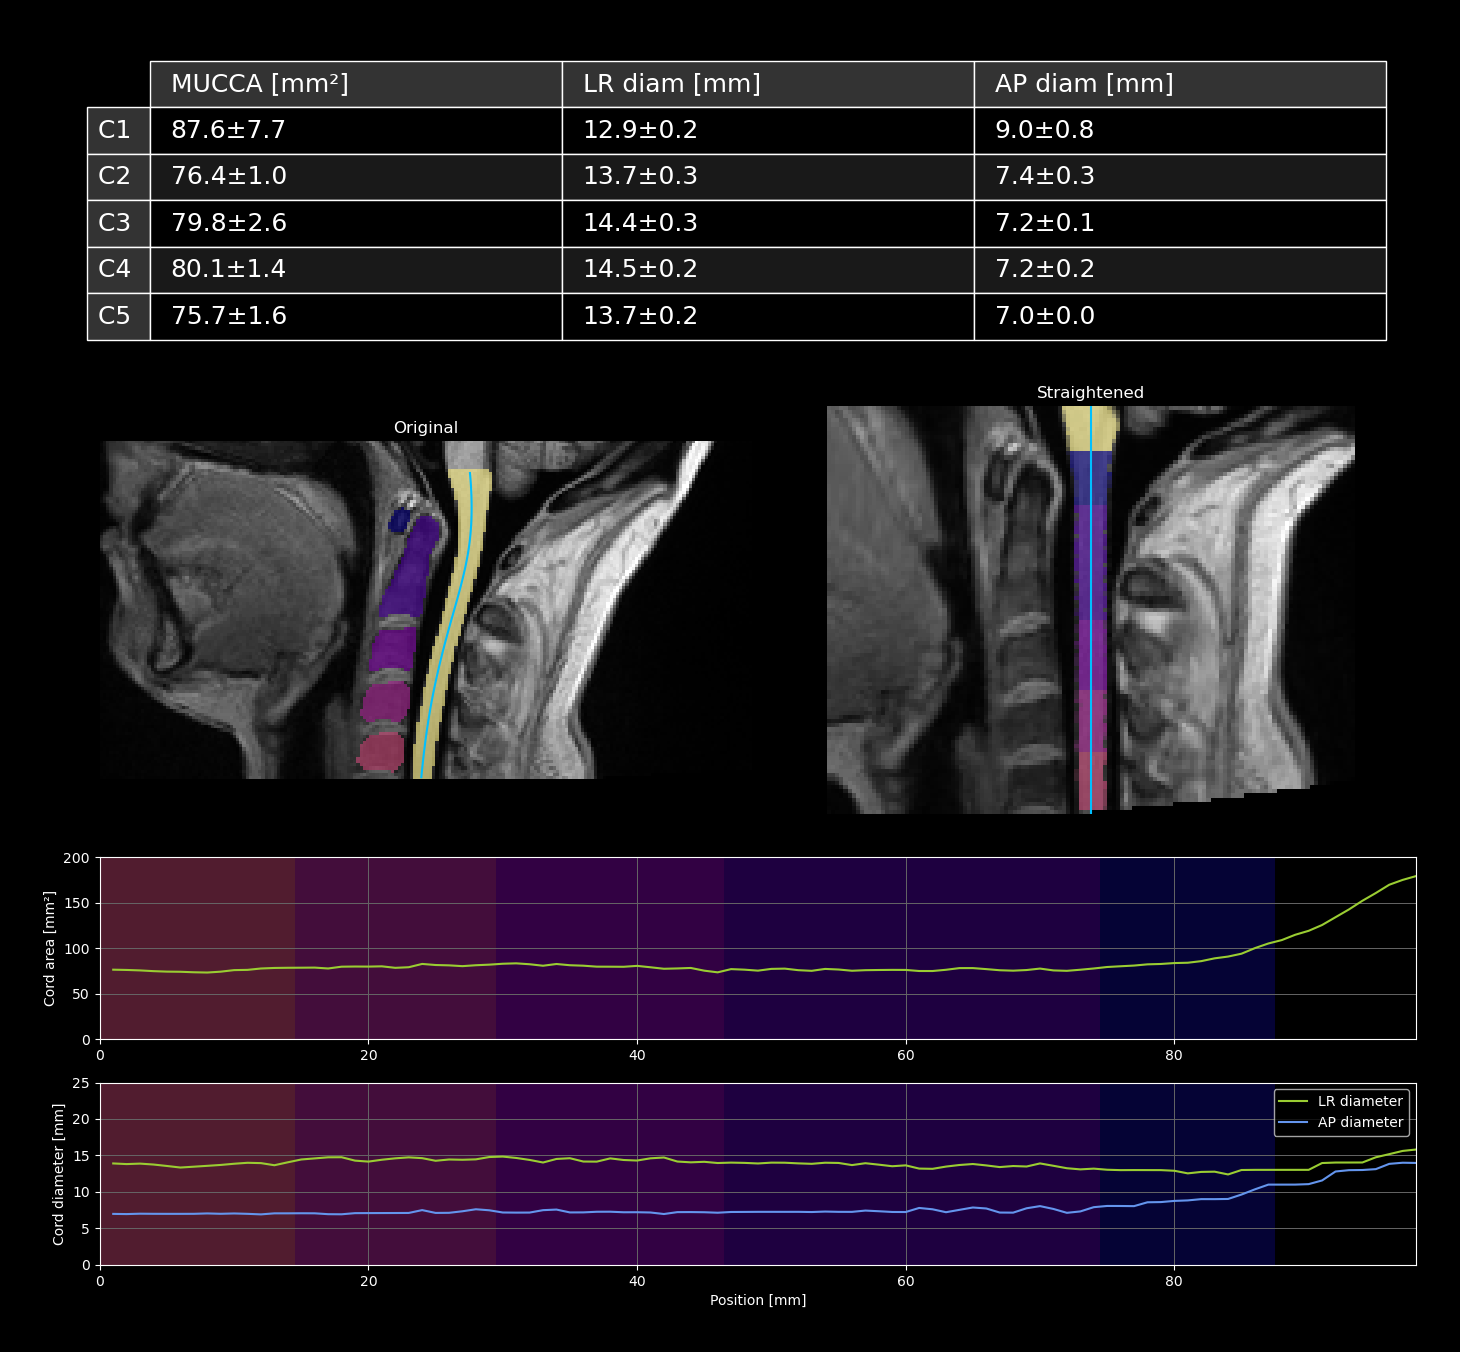 MUCCA [mm²] LR diam [mm] AP diam [mm]
C1 87.6±7.7 12.9±0.2 9.0±0.8
C2 76.4±1.0 13.7±0.3 7.4±0.3
C3 79.8±2.6 14.4±0.3 7.2±0.1
C4 80.1±1.4 14.5±0.2 7.2±0.2
C5 75.7±1.6 13.7±0.2 7.0±0.0
Original
Straightened
Cord area [mm²]
200
150
100
50
0
0 20 40 60 80
Cord diameter [mm]
25
20
15
10
5
0
LR diameter
AP diameter
0 20 40 60 80
Position [mm]